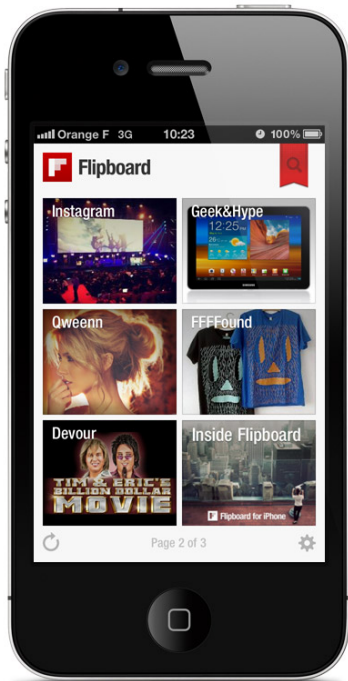 Orange F 3G 10:23 100%
Flipboard
Instagram
Geek&Hype
12:25
SAMSUNG
Qweenn
FFFFound
Devour
TIM & ERIC'S
BILLION DOLLAR
MOVIE
Inside Flipboard
Flipboard for iPhone
Page 2 of 3